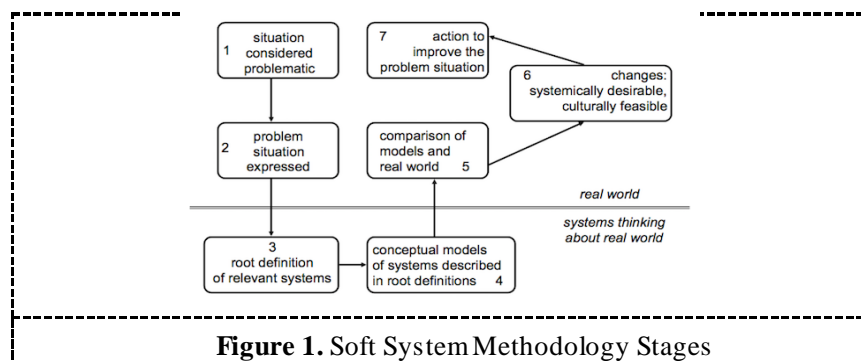 1
situation
considered
problematic
2
problem
situation
expressed
3
root definition
of relevant systems
conceptual models
of systems described
in root definitions 4
comparison of
models and
real world 5
6 changes:
systemically desirable,
culturally feasible
7 action to
improve the
problem situation
real world
systems thinking
about real world
Figure 1. Soft System Methodology Stages